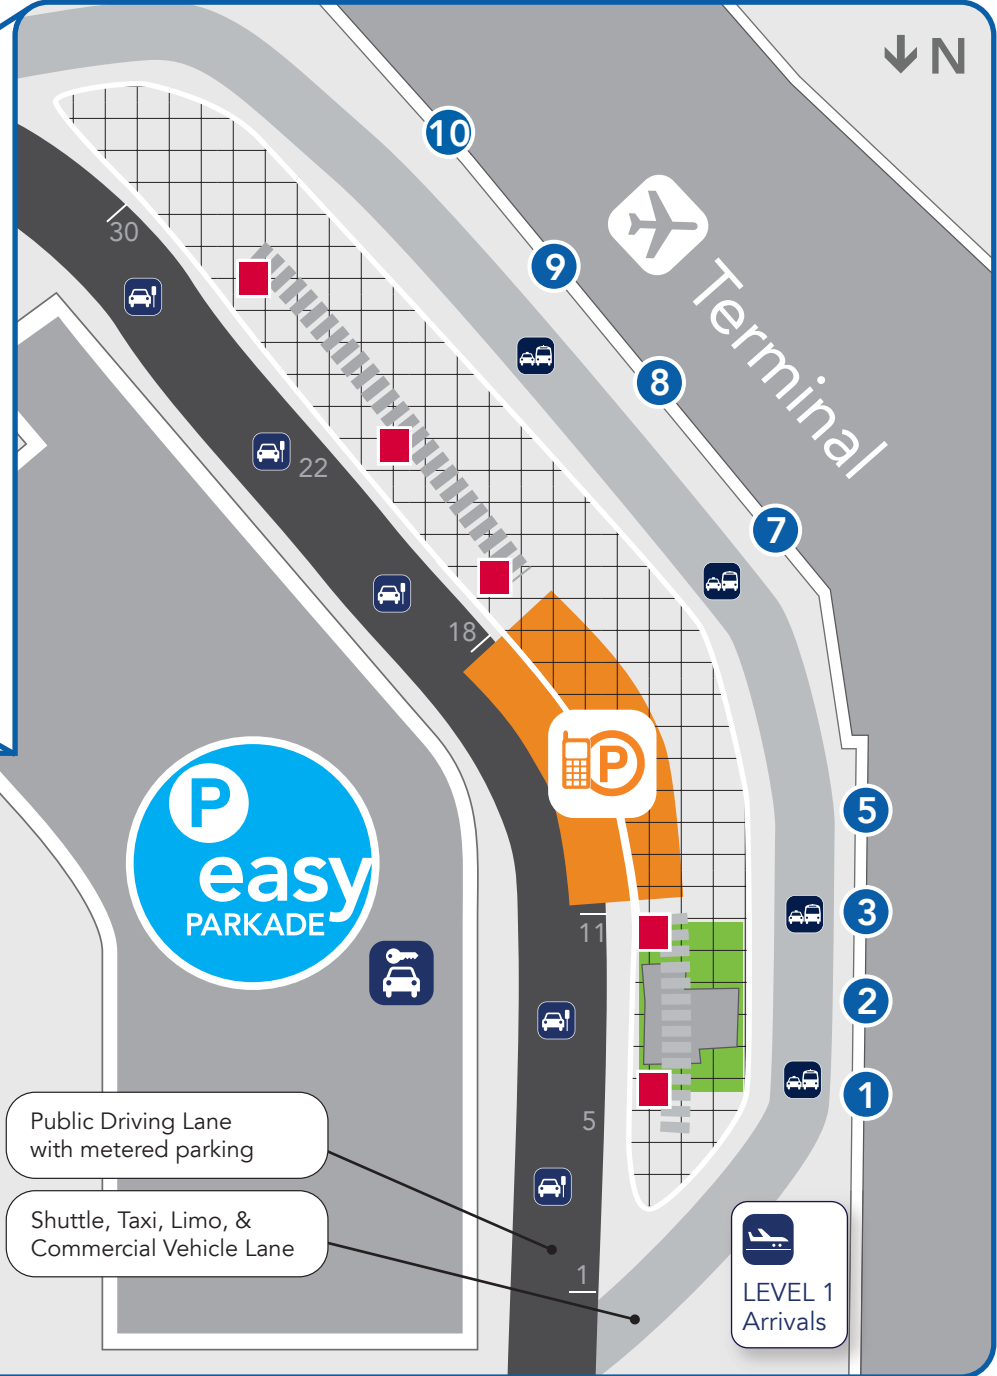 N
10
30
9
Terminal
8
22
7
18
P
P
5
easy
PARKADE
3
11
2
1
Public Driving Lane
with metered parking
5
Shuttle, Taxi, Limo, &
Commercial Vehicle Lane
1
LEVEL 1
Arrivals